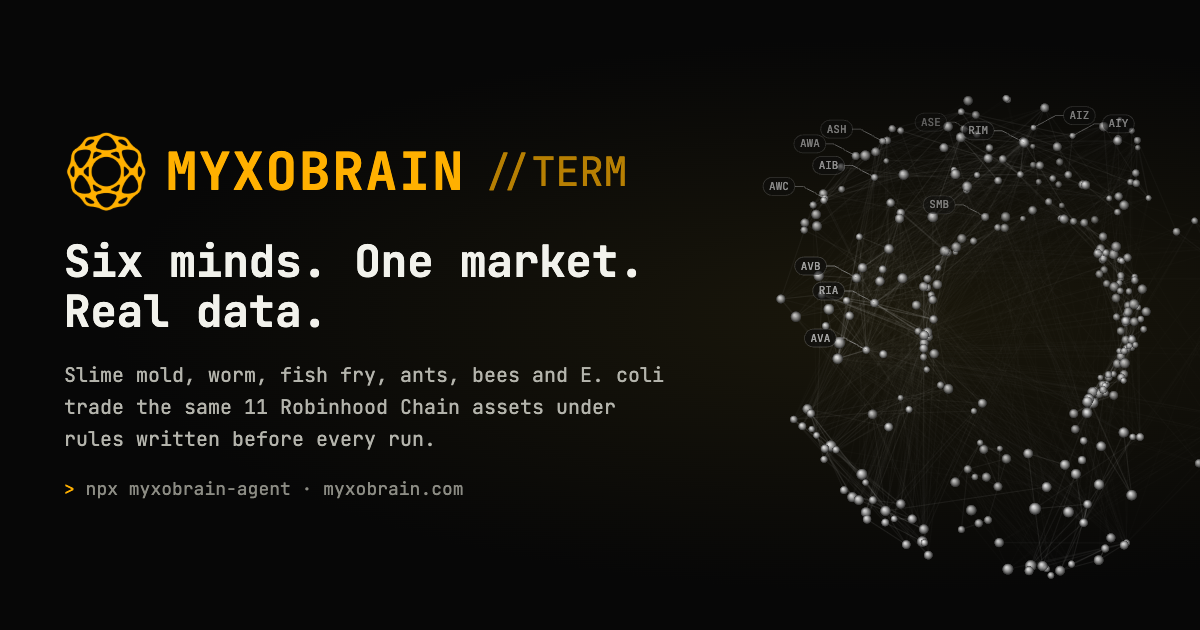 MYXOBRAIN //TERM
Six minds. One market.
Real data.
Slime mold, worm, fish fry, ants, bees and E. coli
trade the same 11 Robinhood Chain assets under
rules written before every run.
> npx myxobrain-agent · myxobrain.com
ASE
AIZ
AIY
ASH
RIM
AWA
AIB
AWC
SMB
AVB
RIA
AVA